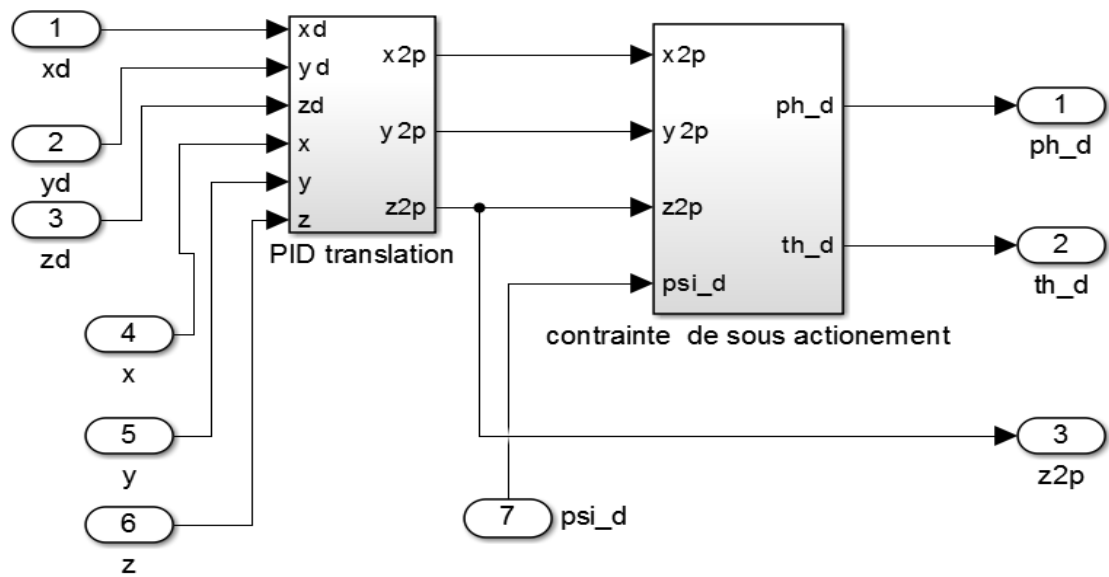 1
xd
2
yd
3
zd
4
x
5
y
6
z
xd
yd
zd
x
y
z
x2p
y2p
z2p
PID translation
x2p
y2p
z2p
psi_d
ph_d
th_d
contrainte de sous actionement
7
psi_d
1
ph_d
2
th_d
3
z2p